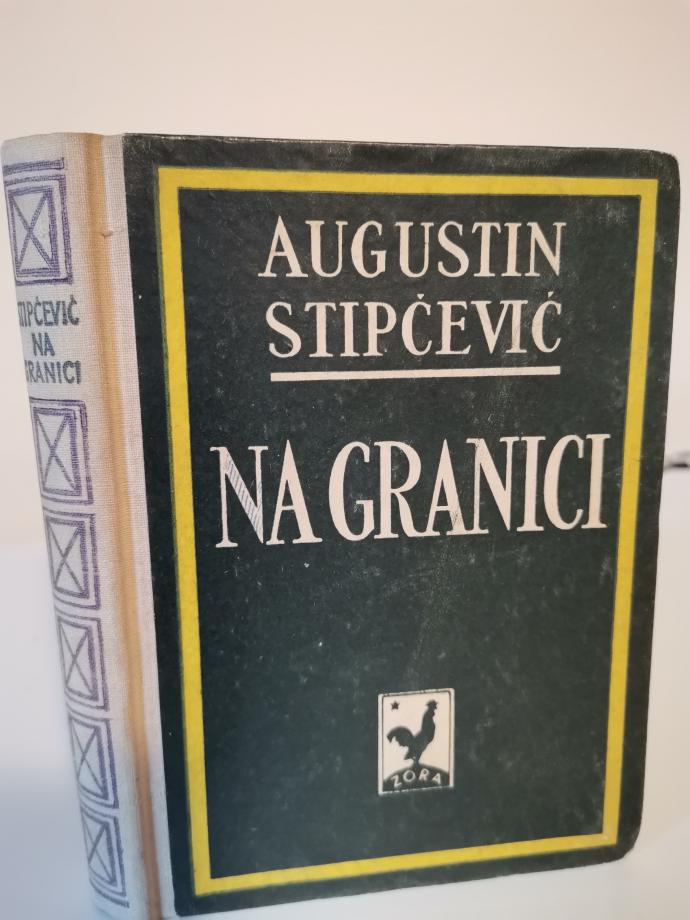 AUGUSTIN
STIPČEVIĆ
NA GRANICI
ZORA
STIPČEVIĆ
NA
GRANICI